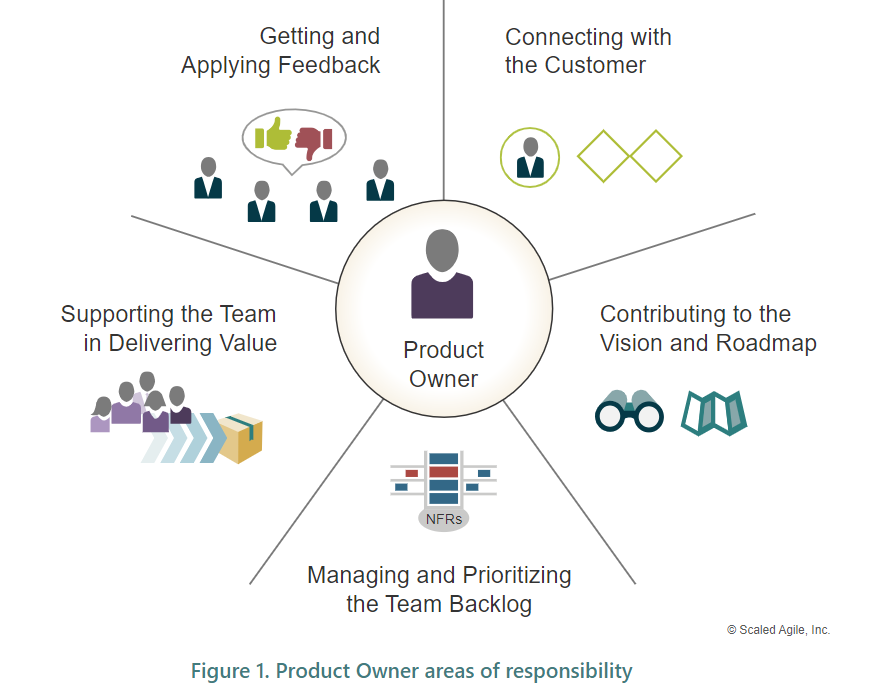 Getting and
Applying Feedback
Connecting with
the Customer
Supporting the Team
in Delivering Value
Product
Owner
Contributing to the
Vision and Roadmap
NFRs
Managing and Prioritizing
the Team Backlog
© Scaled Agile, Inc.
Figure 1. Product Owner areas of responsibility